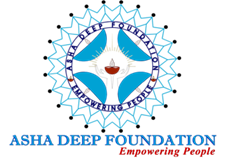 ASHA DEEP FOUNDATION
EMPOWERING PEOPLE
ASHA DEEP FOUNDATION
Empowering People